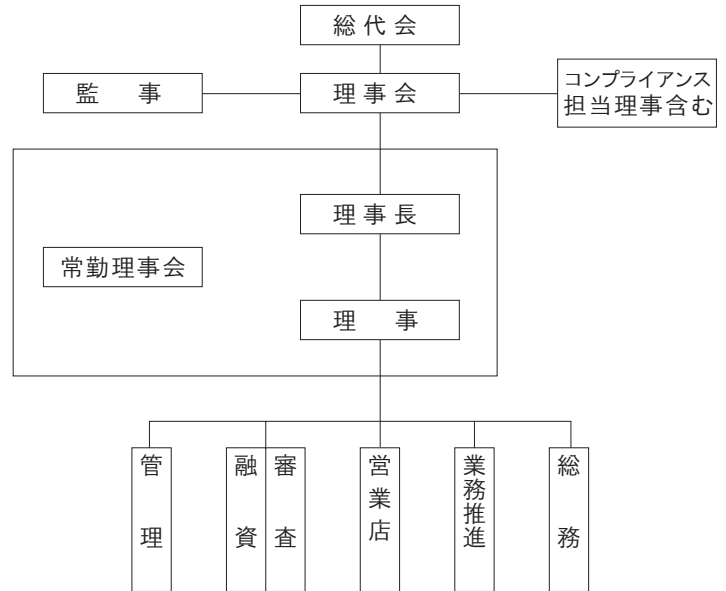 総代会
監　事
理事会
コンプライアンス
担当理事含む
理事長
常勤理事会
理　事
管理
融資
審査
営業店
業務推進
総務